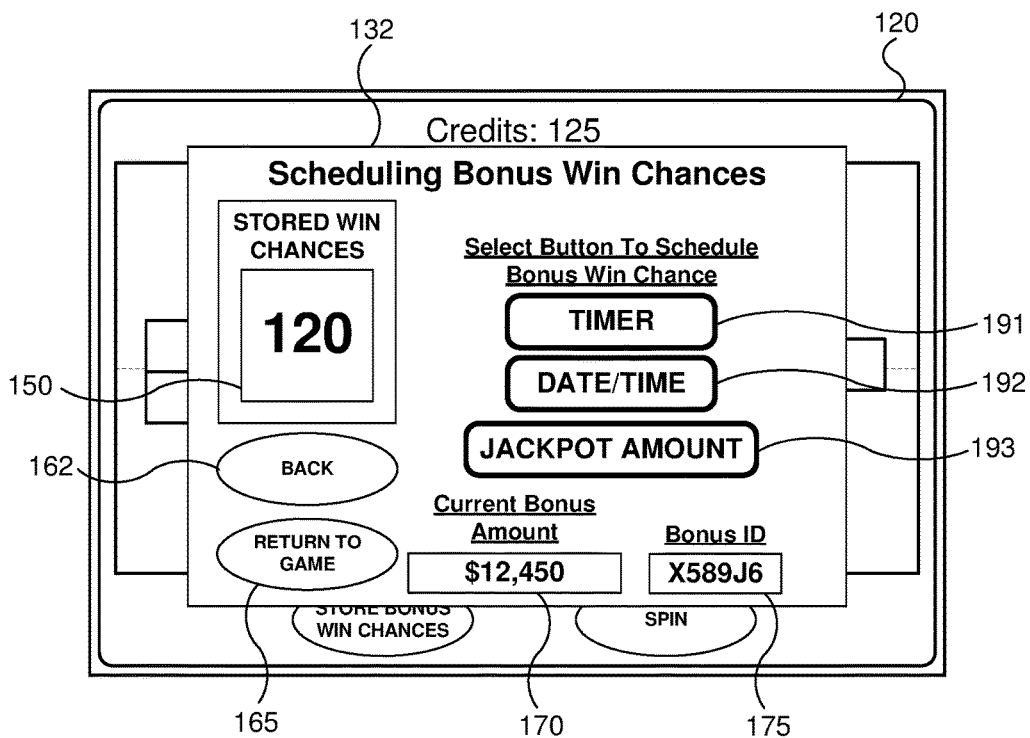 132
120
Credits: 125
Scheduling Bonus Win Chances
STORED WIN
CHANCES
120
Select Button To Schedule
Bonus Win Chance
TIMER
191
DATE/TIME
192
150
JACKPOT AMOUNT
193
162
BACK
Current Bonus
Amount
$12,450
Bonus ID
X589J6
RETURN TO
GAME
STORE BONUS
WIN CHANCES
SPIN
165
170
175